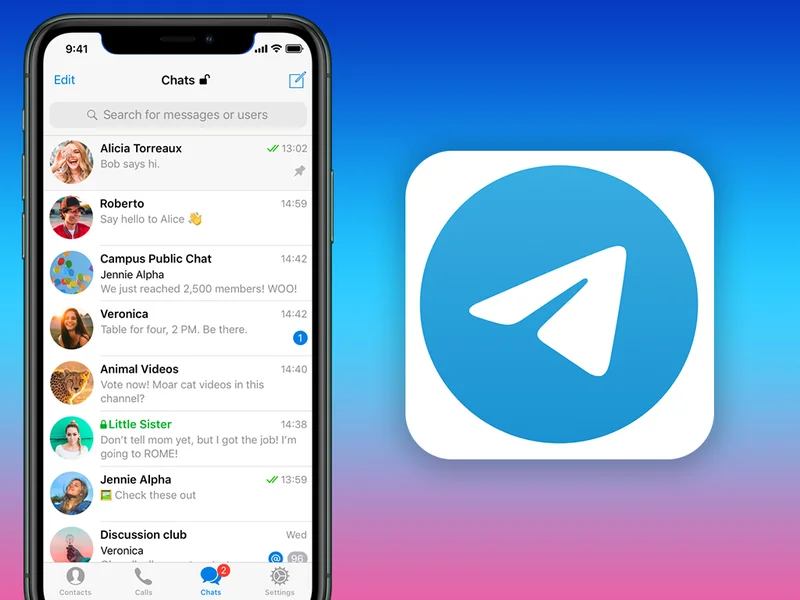 9:41
Edit
Chats
Search for messages or users
Alicia Torreaux
13:02
Bob says hi.
Roberto
14:59
Say hello to Alice 👋
Campus Public Chat
14:42
Jennie Alpha
We just reached 2,500 members! WOO!
Veronica
14:42
Table for four, 2 PM. Be there.
1
Animal Videos
14:40
Vote now! Moar cat videos in this
channel?
Little Sister
14:38
Don't tell mom yet, but I got the job! I'm
going to ROME!
Jennie Alpha
13:59
🖼 Check these out
Discussion club
Wed
Veronica
@ 96
2
Contacts
Calls
Chats
Settings